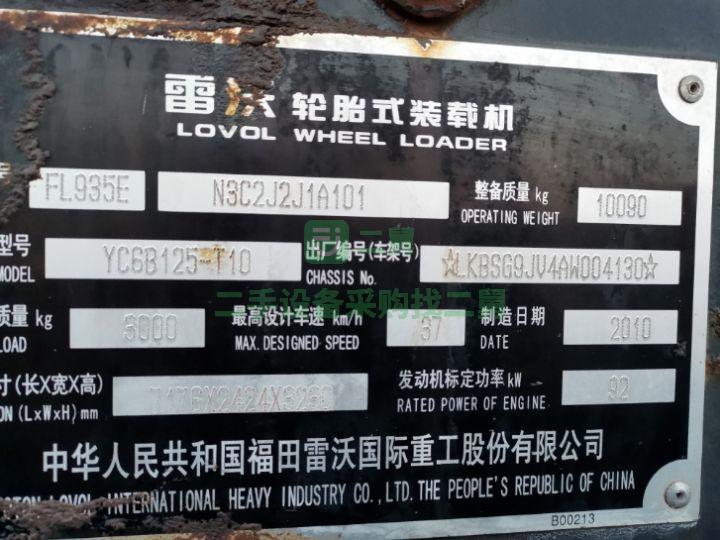 雷沃 轮胎式装载机
LOVOL WHEEL LOADER
FL935E N3C2J2J1A101 整备质量 kg 10090
OPERATING WEIGHT
型号 YC6B125-T10 出厂编号(车架号) ☆LKBSG9JV4AW004130☆
MODEL CHASSIS No.
质量 kg 3000 最高设计车速 km/h 37 制造日期 2010
LOAD MAX. DESIGNED SPEED DATE
寸(长X宽X高) 发动机标定功率 kW 92
ON (LxWxH) mm RATED POWER OF ENGINE
二手设备采购找二舅
中华人民共和国福田雷沃国际重工股份有限公司
LOVOL INTERNATIONAL HEAVY INDUSTRY CO.,LTD. THE PEOPLE'S REPUBLIC OF CHINA
B00213